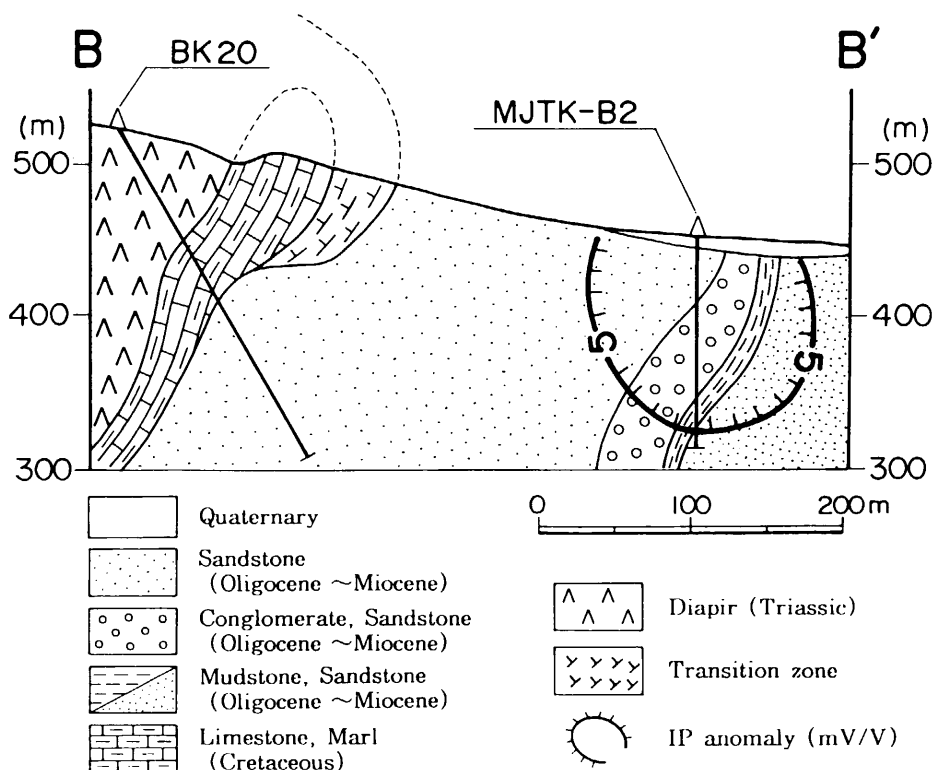 B
B'
BK20
MJTK-B2
(m)
(m)
500
500
400
400
5
5
300
300
0 100 200 m
Quaternary
Sandstone
(Oligocene ~Miocene)
Conglomerate, Sandstone
(Oligocene ~Miocene)
Mudstone, Sandstone
(Oligocene ~Miocene)
Limestone, Marl
(Cretaceous)
Diapir (Triassic)
Transition zone
IP anomaly (mV/V)